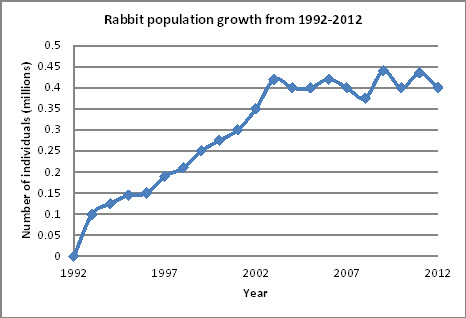 Rabbit population growth from 1992-2012
Number of individuals (millions)
0.5
0.45
0.4
0.35
0.3
0.25
0.2
0.15
0.1
0.05
0
1992 1997 2002 2007 2012
Year